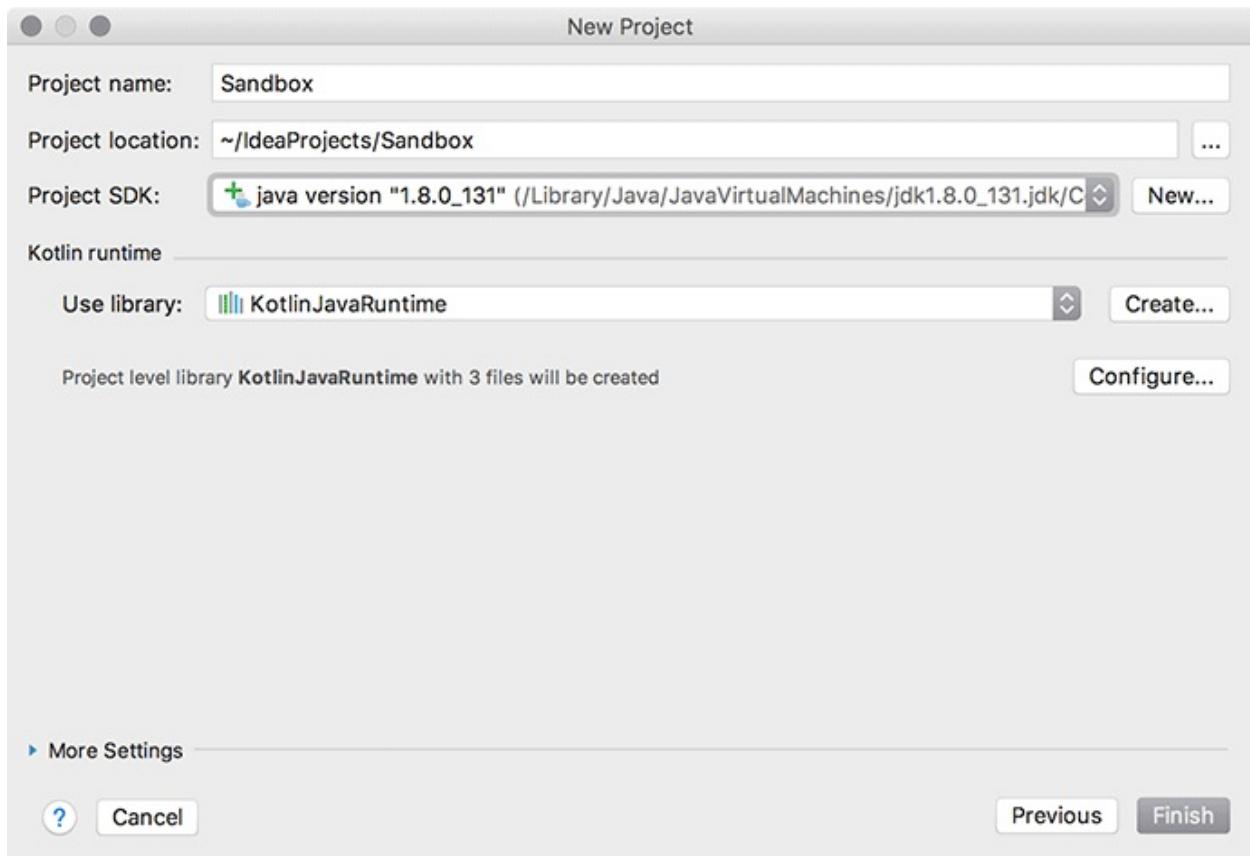 New Project
Project name: Sandbox
Project location: ~/IdeaProjects/Sandbox ...
Project SDK: java version "1.8.0_131" (/Library/Java/JavaVirtualMachines/jdk1.8.0_131.jdk/C New...
Kotlin runtime
Use library: KotlinJavaRuntime Create...
Project level library KotlinJavaRuntime with 3 files will be created Configure...
More Settings
? Cancel Previous Finish